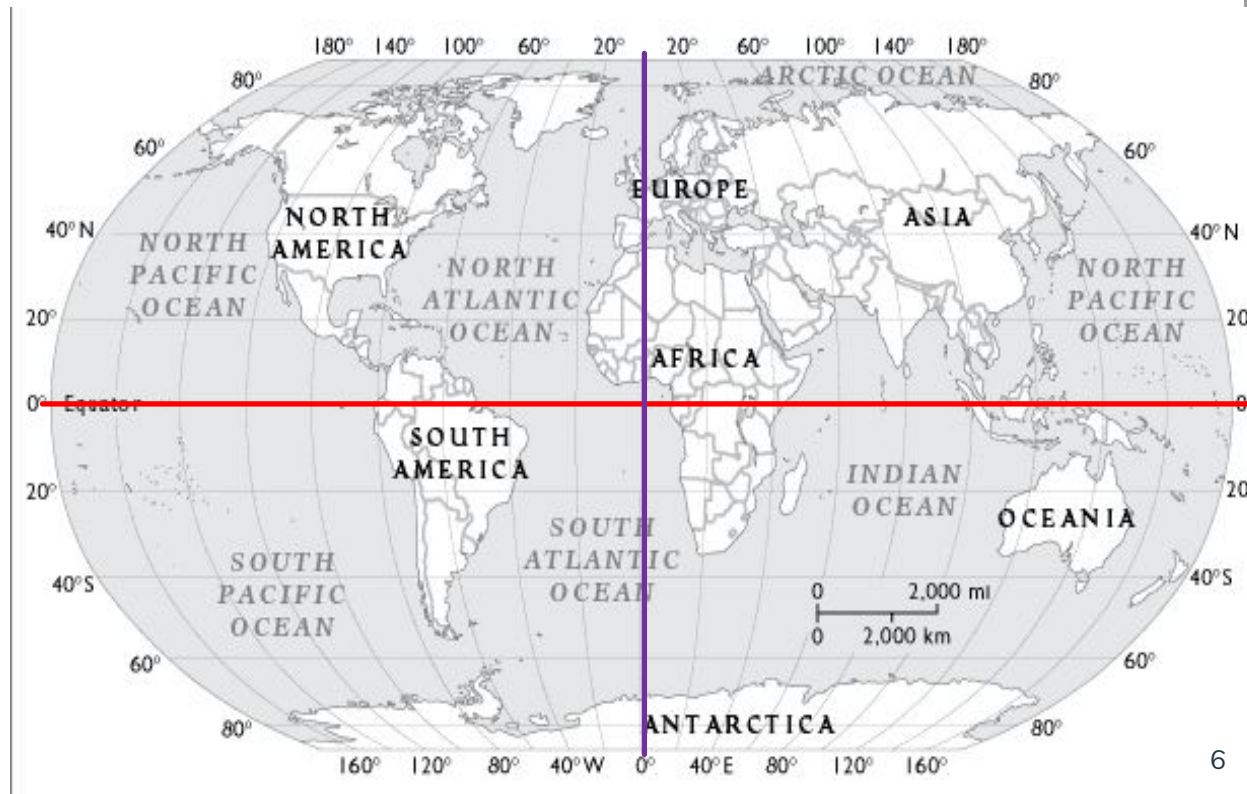 180° 140° 100° 60° 20° 20° 60° 100° 140° 180°
ARCTIC OCEAN
80° 80°
60° 60°
EUROPE
NORTH
AMERICA
ASIA
40° N 40° N
NORTH
PACIFIC
OCEAN
NORTH
ATLANTIC
OCEAN
NORTH
PACIFIC
OCEAN
20° 20
AFRICA
0° Equator 0
SOUTH
AMERICA
INDIAN
OCEAN
20° 20
OCEANIA
SOUTH
ATLANTIC
OCEAN
SOUTH
PACIFIC
OCEAN
40°S 40°S
0 2,000 mi
0 2,000 km
60° 60°
ANTARCTICA
80° 80°
160° 120° 80° 40° W 0° 40° E 80° 120° 160°
6